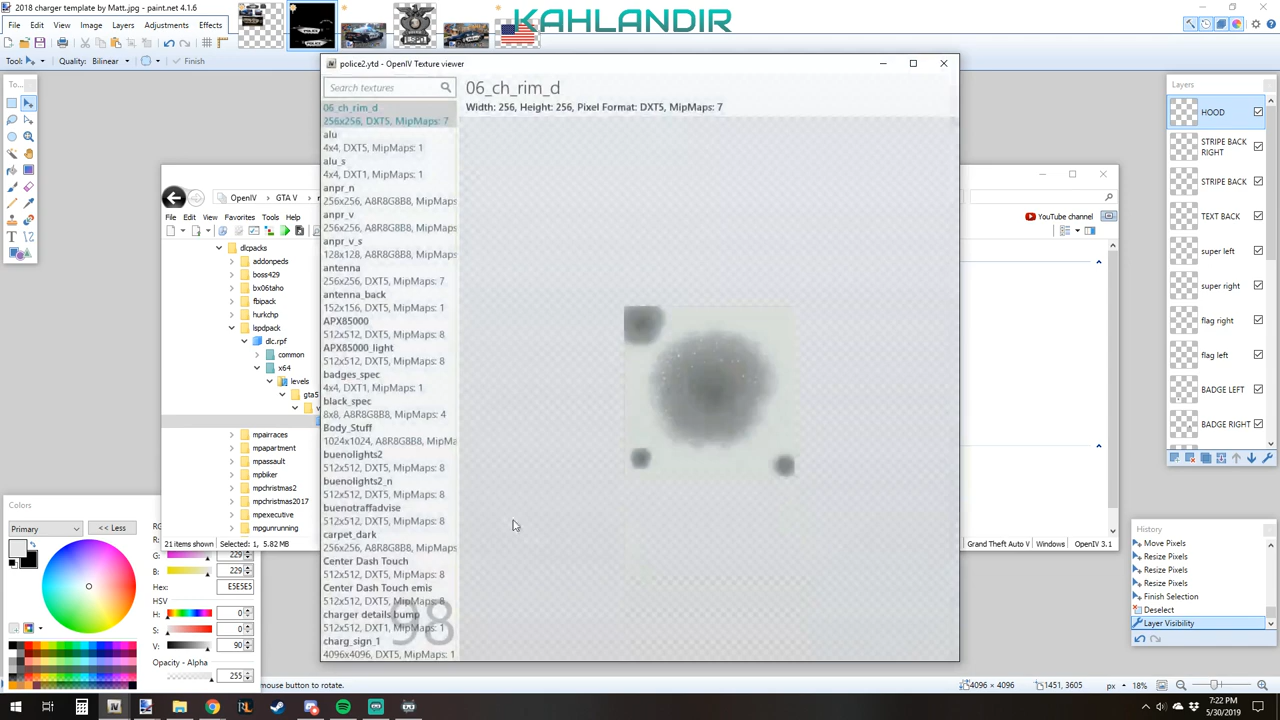 2018 charger template by Matt.jpg - paint.net 4.1.6
KAHLANDIR
File Edit View Image Layers Adjustments Effects
Tool: Quality: Bilinear Finish
police2.ytd - OpenIV Texture viewer
To...
Search textures
06_ch_rim_d
Width: 256, Height: 256, Pixel Format: DXT5, MipMaps: 7
06_ch_rim_d
256x256, DXT5, MipMaps: 7
alu
4x4, DXT5, MipMaps: 1
alu_s
4x4, DXT1, MipMaps: 1
anpr_n
256x256, A8R8G8B8, MipMaps
anpr_v
256x256, A8R8G8B8, MipMaps
anpr_v_s
128x128, A8R8G8B8, MipMaps
antenna
256x256, DXT5, MipMaps: 7
antenna_back
152x156, DXT5, MipMaps: 1
APX85000
512x512, DXT5, MipMaps: 8
APX85000_light
512x512, DXT5, MipMaps: 8
badges_spec
4x4, DXT1, MipMaps: 1
black_spec
8x8, A8R8G8B8, MipMaps: 4
Body_Stuff
1024x1024, A8R8G8B8, MipMa
buenolights2
512x512, DXT5, MipMaps: 8
buenolights2_n
512x512, DXT5, MipMaps: 8
buenotraffadvise
512x512, DXT5, MipMaps: 8
carpet_dark
256x256, A8R8G8B8, MipMaps
Center Dash Touch
512x512, DXT5, MipMaps: 8
Center Dash Touch emis
512x512, DXT5, MipMaps: 8
charger details bump
512x512, DXT1, MipMaps: 1
charg_sign_1
4096x4096, DXT5, MipMaps: 1
98
OpenIV GTA V
File Edit View Favorites Tools Help
YouTube channel
dlcpacks
addonpeds
boss429
bx06taho
fbipack
hurkchp
lspdpack
dlc.rpf
common
x64
levels
gta5
v
mpairraces
mpapartment
mpassault
mpbiker
mpchristmas2
mpchristmas2017
mpexecutive
mpgunrunning
21 items shown Selected: 1, 5.82 MB
Grand Theft Auto V Windows OpenIV 3.1
Layers
HOOD
STRIPE BACK RIGHT
STRIPE BACK
TEXT BACK
super left
super right
flag right
flag left
BADGE LEFT
BADGE RIGHT
Colors
Primary << Less
G: 229
B: 229
Hex: E5E5E5
HSV
H: 0
S: 0
V: 90
Opacity - Alpha
255
History
Move Pixels
Resize Pixels
Resize Pixels
Resize Pixels
Finish Selection
Deselect
Layer Visibility
mouse button to rotate.
4096 × 4096 1451, 3605 px 18%
7:22 PM
5/30/2019